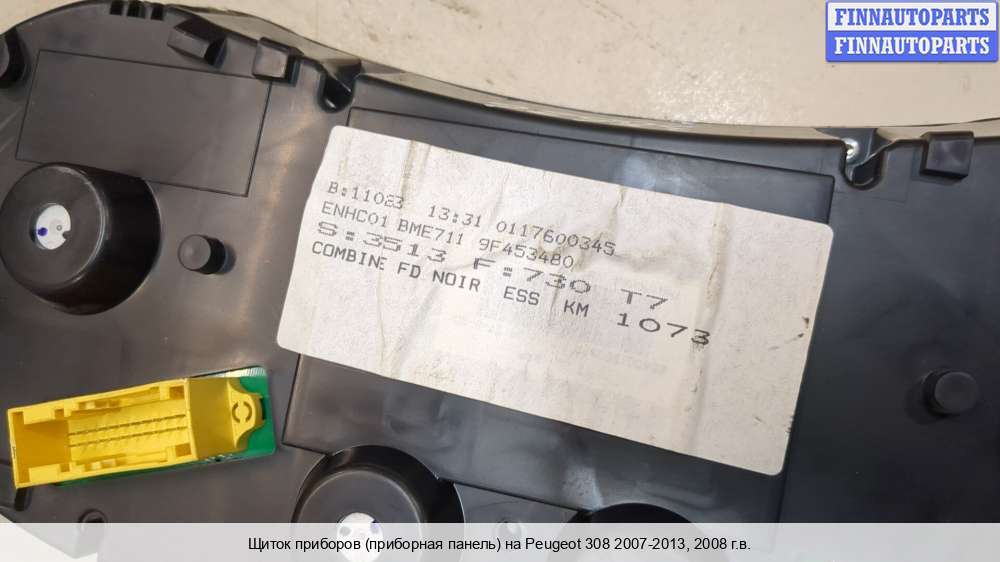 FINNAUTOPARTS
FINNAUTOPARTS
B:11083 13:31 0117600345
ENHC01 BME711 9F453480
S:3513 F:730 T7
COMBINE FD NOIR ESS KM 1073
Щиток приборов (приборная панель) на Peugeot 308 2007-2013, 2008 г.в.